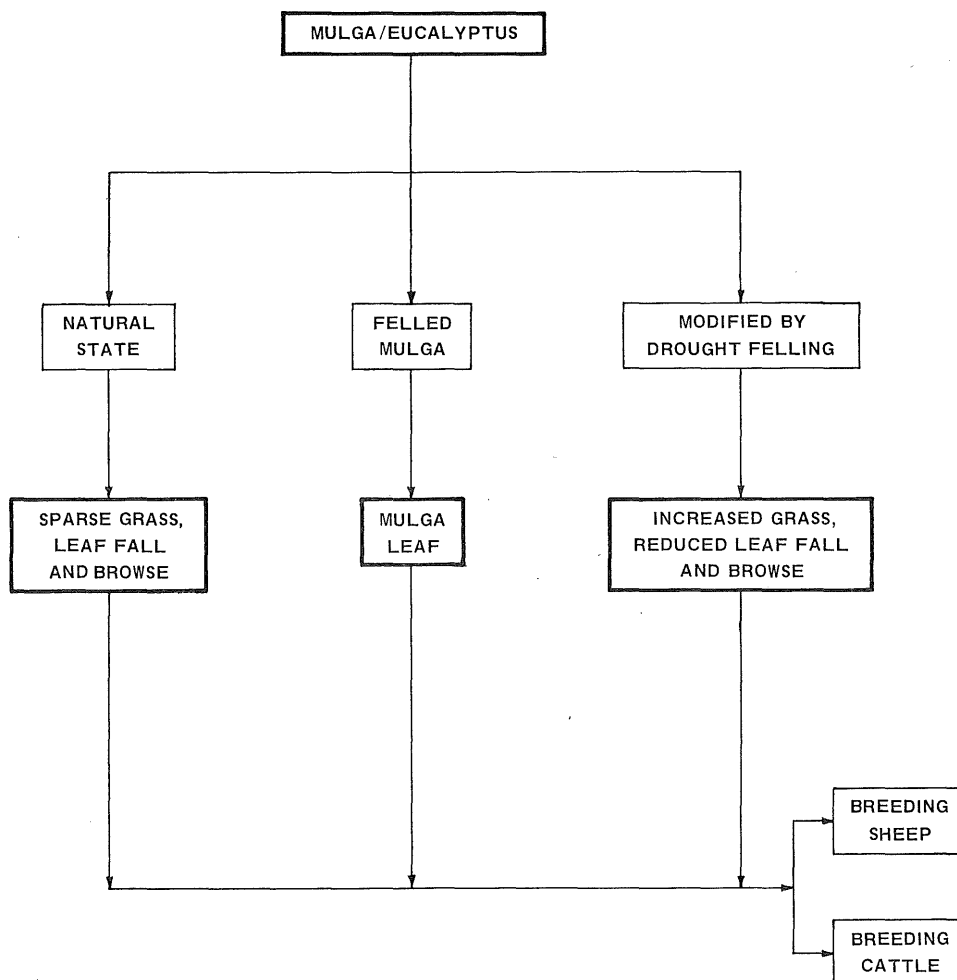 MULGA/EUCALYPTUS
NATURAL
STATE
FELLED
MULGA
MODIFIED BY
DROUGHT FELLING
SPARSE GRASS,
LEAF FALL
AND BROWSE
MULGA
LEAF
INCREASED GRASS,
REDUCED LEAF FALL
AND BROWSE
BREEDING
SHEEP
BREEDING
CATTLE